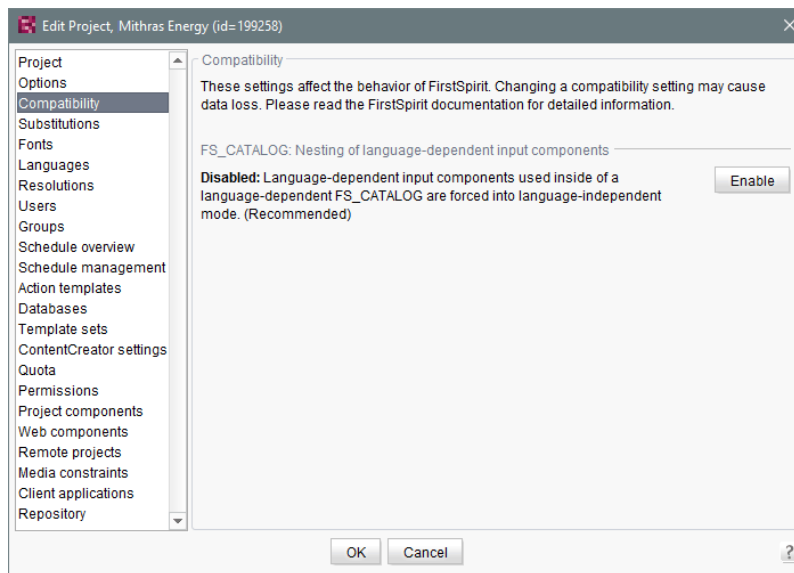 Edit Project, Mithras Energy (id=199258)
Project
Options
Compatibility
Substitutions
Fonts
Languages
Resolutions
Users
Groups
Schedule overview
Schedule management
Action templates
Databases
Template sets
ContentCreator settings
Quota
Permissions
Project components
Web components
Remote projects
Media constraints
Client applications
Repository
Compatibility
These settings affect the behavior of FirstSpirit. Changing a compatibility setting may cause
data loss. Please read the FirstSpirit documentation for detailed information.
FS_CATALOG: Nesting of language-dependent input components
Disabled: Language-dependent input components used inside of a
language-dependent FS_CATALOG are forced into language-independent
mode. (Recommended)
Enable
OK
Cancel
?